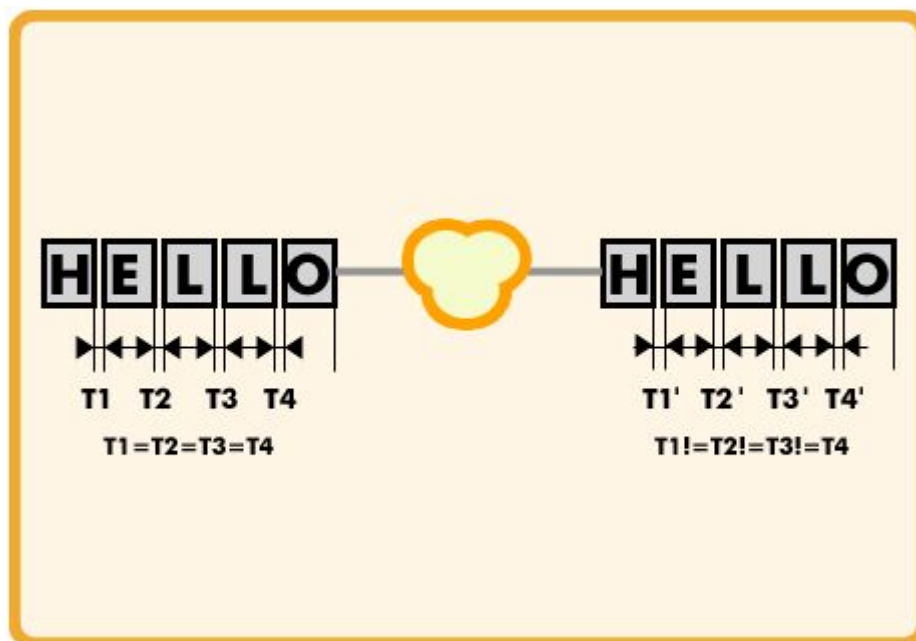 HELLO HELLO
T1 T2 T3 T4 T1' T2' T3' T4'
T1=T2=T3=T4 T1!=T2!=T3!=T4